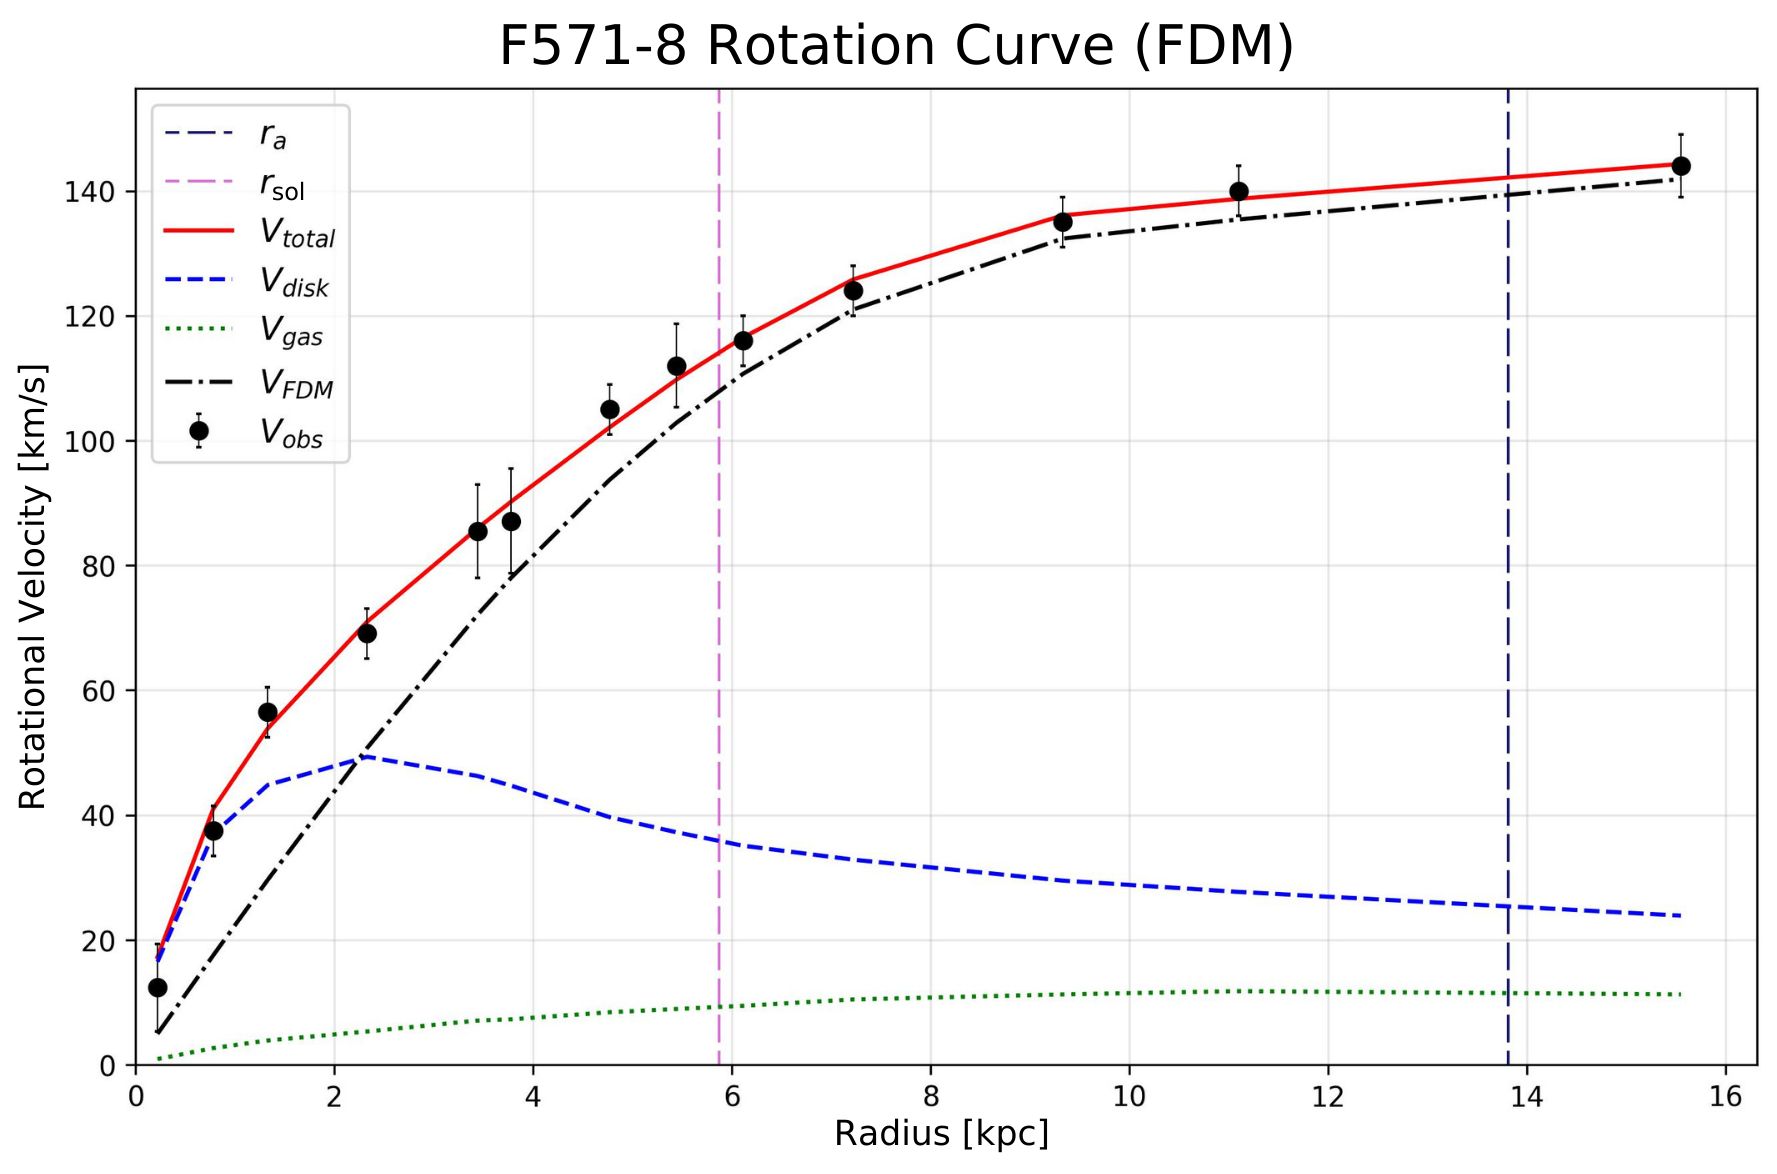 F571-8 Rotation Curve (FDM)
r_a
r_sol
V_total
V_disk
V_gas
V_FDM
V_obs
Rotational Velocity [km/s]
140
120
100
80
60
40
20
0
0 2 4 6 8 10 12 14 16
Radius [kpc]